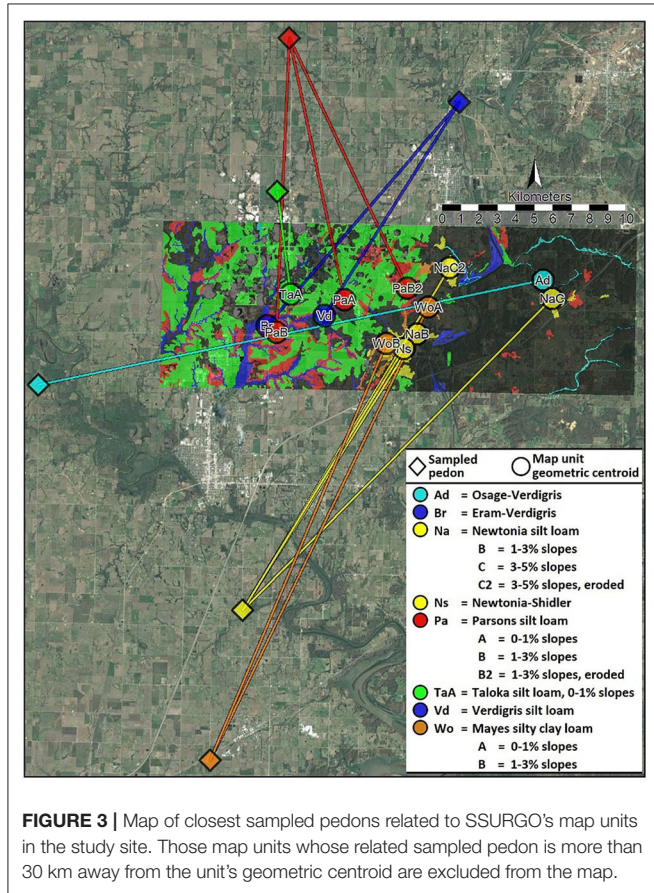 Kilometers
0 1 2 3 4 5 6 7 8 9 10
NaC2
Ad
NaC
TaA
PaA
PaB2
WoA
Vd
Br
PaB
NaB
WoB
Ns
Sampled pedon
Map unit geometric centroid
Ad = Osage-Verdigris
Br = Eram-Verdigris
Na = Newtonia silt loam
B = 1-3% slopes
C = 3-5% slopes
C2 = 3-5% slopes, eroded
Ns = Newtonia-Shidler
Pa = Parsons silt loam
A = 0-1% slopes
B = 1-3% slopes
B2 = 1-3% slopes, eroded
TaA = Taloka silt loam, 0-1% slopes
Vd = Verdigris silt loam
Wo = Mayes silty clay loam
A = 0-1% slopes
B = 1-3% slopes
FIGURE 3 | Map of closest sampled pedons related to SSURGO's map units
in the study site. Those map units whose related sampled pedon is more than
30 km away from the unit's geometric centroid are excluded from the map.